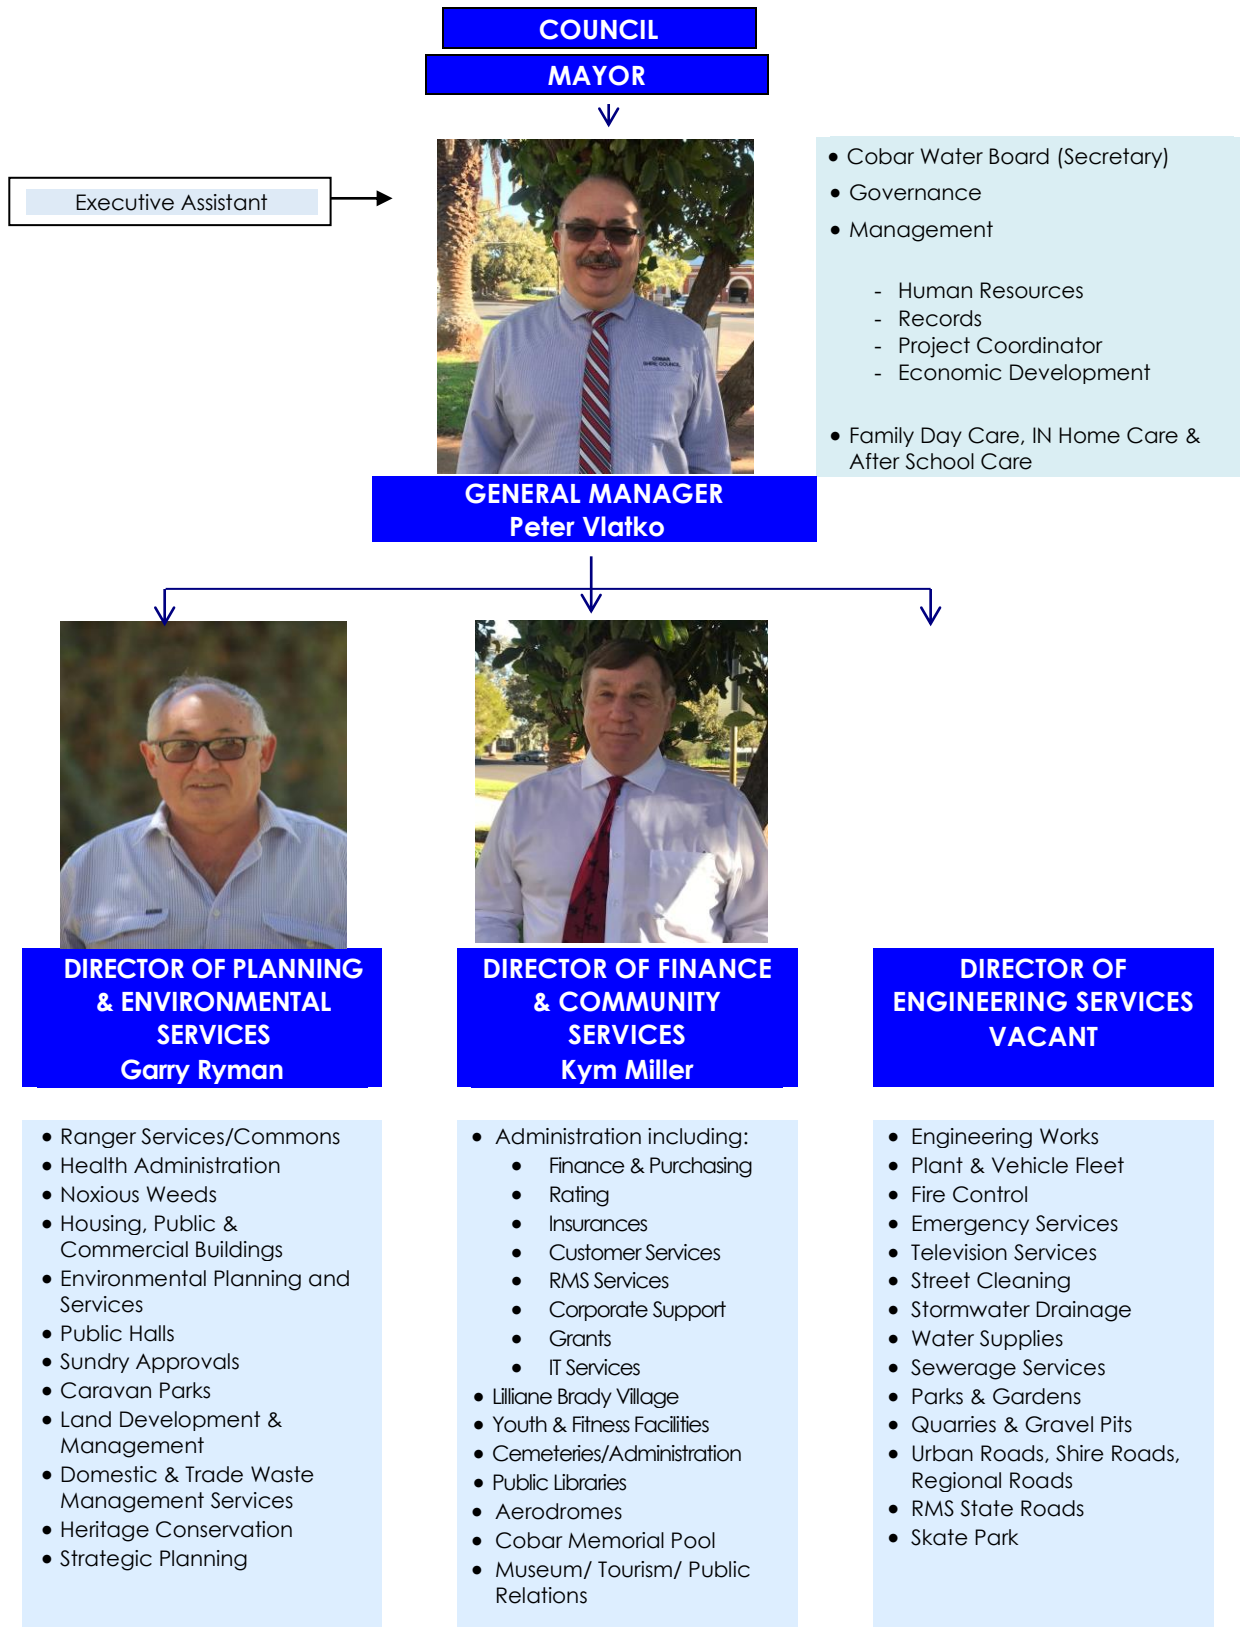 COUNCIL
MAYOR
Executive Assistant
• Cobar Water Board (Secretary)
• Governance
• Management
- Human Resources
- Records
- Project Coordinator
- Economic Development
• Family Day Care, IN Home Care &
After School Care
COBAR
SHIRE COUNCIL
GENERAL MANAGER
Peter Vlatko
DIRECTOR OF PLANNING
& ENVIRONMENTAL
SERVICES
Garry Ryman
• Ranger Services/Commons
• Health Administration
• Noxious Weeds
• Housing, Public &
Commercial Buildings
• Environmental Planning and
Services
• Public Halls
• Sundry Approvals
• Caravan Parks
• Land Development &
Management
• Domestic & Trade Waste
Management Services
• Heritage Conservation
• Strategic Planning
DIRECTOR OF FINANCE
& COMMUNITY
SERVICES
Kym Miller
• Administration including:
• Finance & Purchasing
• Rating
• Insurances
• Customer Services
• RMS Services
• Corporate Support
• Grants
• IT Services
• Lilliane Brady Village
• Youth & Fitness Facilities
• Cemeteries/Administration
• Public Libraries
• Aerodromes
• Cobar Memorial Pool
• Museum/ Tourism/ Public
Relations
DIRECTOR OF
ENGINEERING SERVICES
VACANT
• Engineering Works
• Plant & Vehicle Fleet
• Fire Control
• Emergency Services
• Television Services
• Street Cleaning
• Stormwater Drainage
• Water Supplies
• Sewerage Services
• Parks & Gardens
• Quarries & Gravel Pits
• Urban Roads, Shire Roads,
Regional Roads
• RMS State Roads
• Skate Park